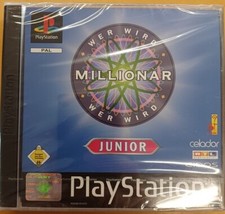 PlayStation
PAL
WER WIRD
MILLIONÄR
WER WIRD
JUNIOR
celador
PlayStation